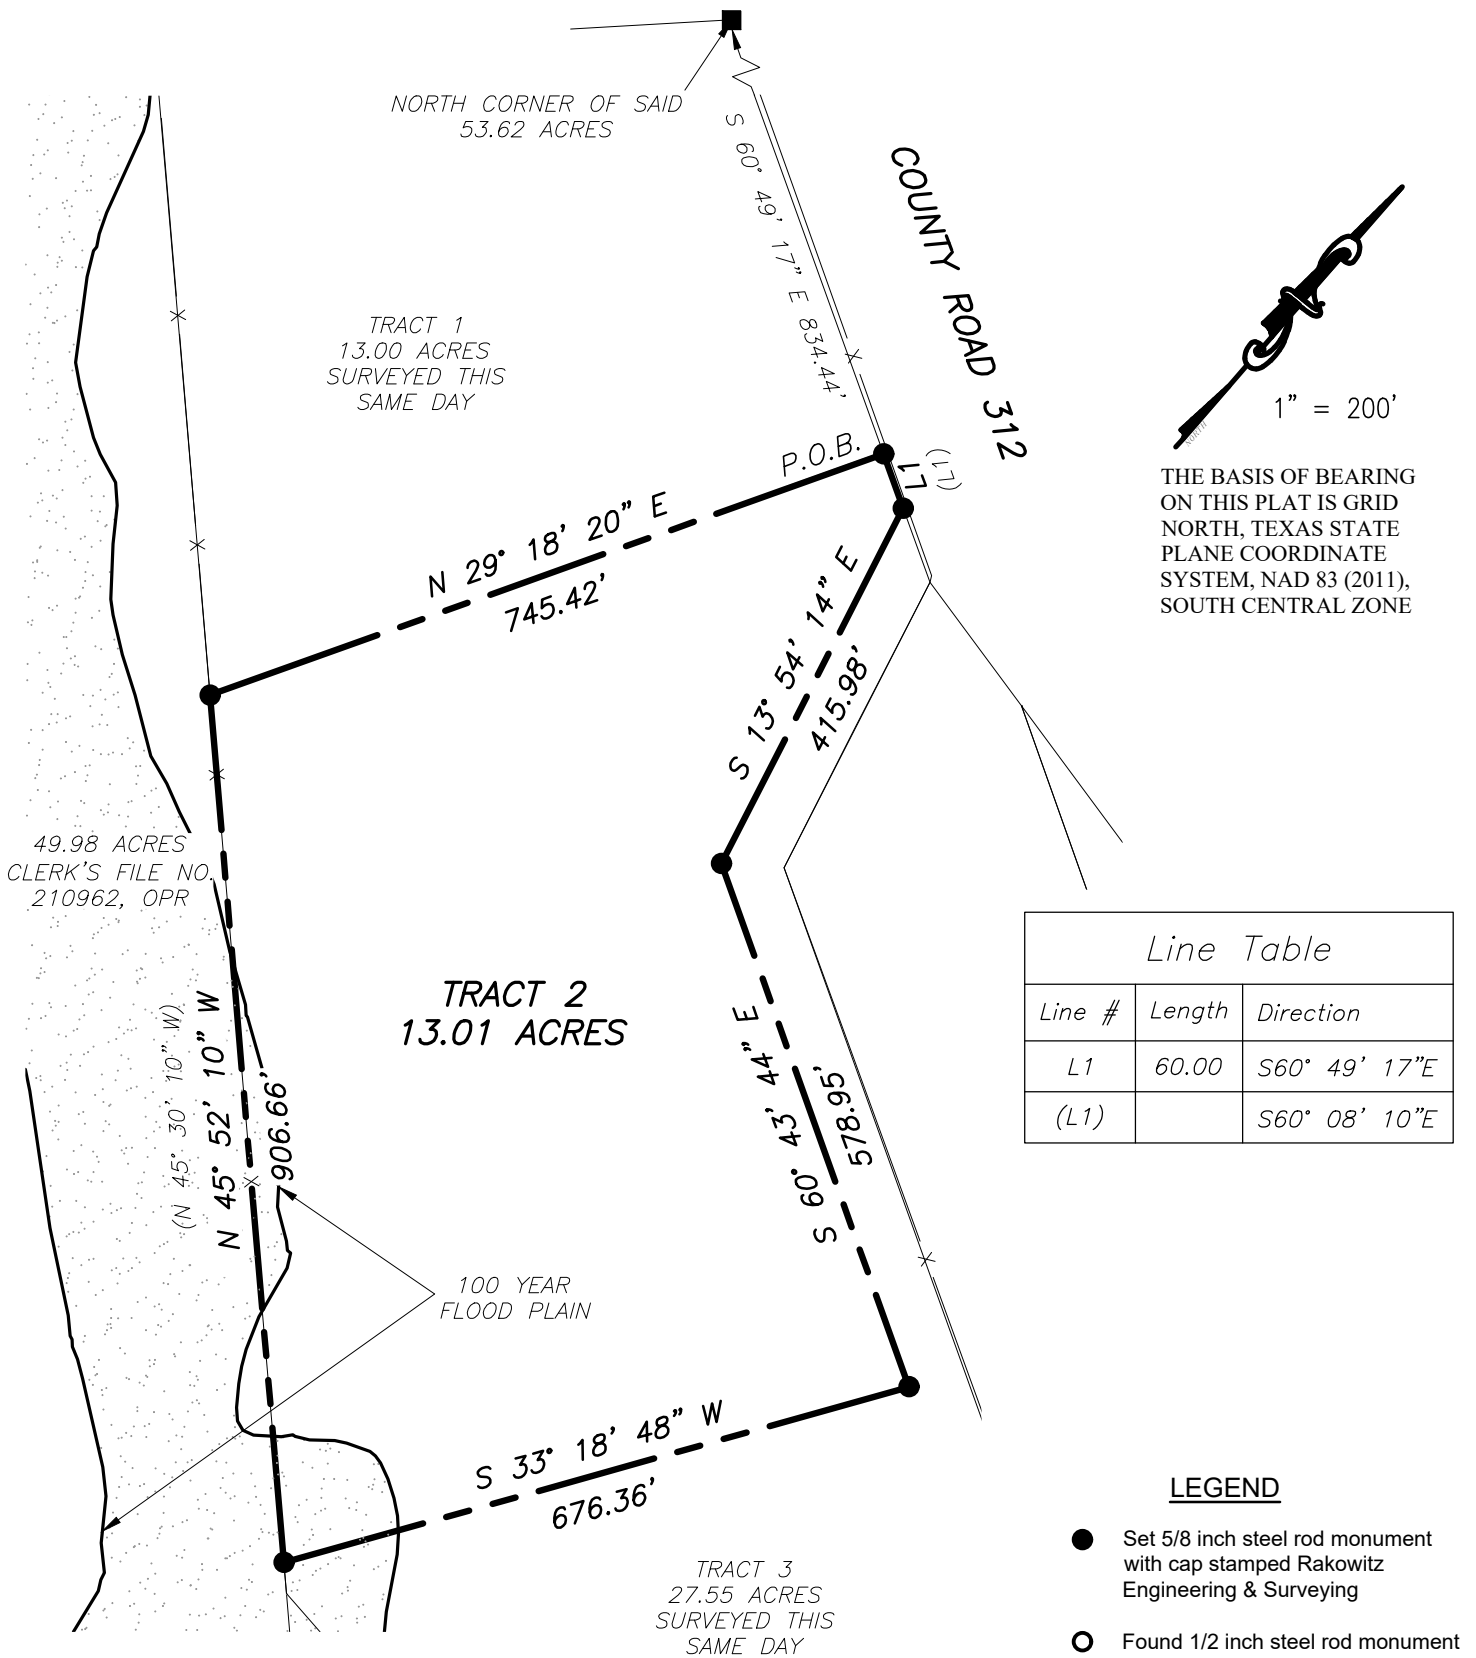 NORTH CORNER OF SAID
53.62 ACRES
S 60° 49' 17" E 834.44'
COUNTY ROAD 312
TRACT 1
13.00 ACRES
SURVEYED THIS
SAME DAY
NORTH
1" = 200'
THE BASIS OF BEARING
ON THIS PLAT IS GRID
NORTH, TEXAS STATE
PLANE COORDINATE
SYSTEM, NAD 83 (2011),
SOUTH CENTRAL ZONE
P.O.B.
L1
(L1)
N 29° 18' 20" E
745.42'
S 13° 54' 14" E
415.98'
49.98 ACRES
CLERK'S FILE NO.
210962, OPR
TRACT 2
13.01 ACRES
(N 45° 30' 10" W)
N 45° 52' 10" W
906.66'
S 60° 43' 44" E
578.95'
Line Table
Line # Length Direction
L1 60.00 S60° 49' 17"E
(L1) S60° 08' 10"E
100 YEAR
FLOOD PLAIN
S 33° 18' 48" W
676.36'
TRACT 3
27.55 ACRES
SURVEYED THIS
SAME DAY
LEGEND
Set 5/8 inch steel rod monument
with cap stamped Rakowitz
Engineering & Surveying
Found 1/2 inch steel rod monument